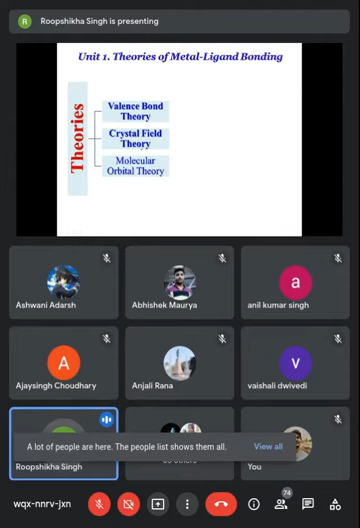 R
Roopshikha Singh is presenting
Unit 1. Theories of Metal-Ligand Bonding
Theories
Valence Bond
Theory
Crystal Field
Theory
Molecular
Orbital Theory
Ashwani Adarsh
Abhishek Maurya
a
anil kumar singh
A
Ajaysingh Choudhary
Anjali Rana
v
vaishali dwivedi
A lot of people are here. The people list shows them all.
View all
Roopshikha Singh
You
wqx-nnrv-jxn
74